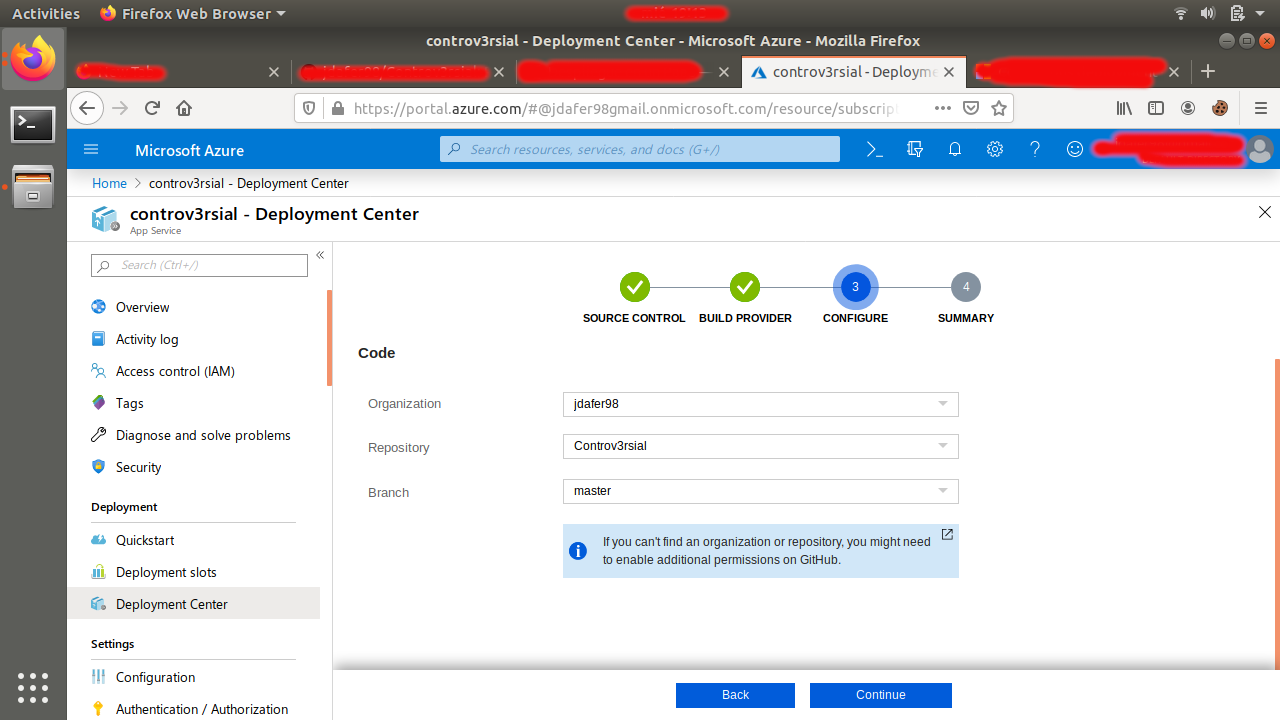 Activities Firefox Web Browser
controv3rsial - Deployment Center - Microsoft Azure - Mozilla Firefox
controv3rsial - Deployme
https://portal.azure.com/#@jdafer98gmail.onmicrosoft.com/resource/subscript
Microsoft Azure
Search resources, services, and docs (G+/)
Home > controv3rsial - Deployment Center
controv3rsial - Deployment Center
App Service
Search (Ctrl+/)
Overview
Activity log
Access control (IAM)
Tags
Diagnose and solve problems
Security
Deployment
Quickstart
Deployment slots
Deployment Center
Settings
Configuration
Authentication / Authorization
3
4
SOURCE CONTROL
BUILD PROVIDER
CONFIGURE
SUMMARY
Code
Organization
jdafer98
Repository
Controv3rsial
Branch
master
If you can't find an organization or repository, you might need
to enable additional permissions on GitHub.
Back
Continue